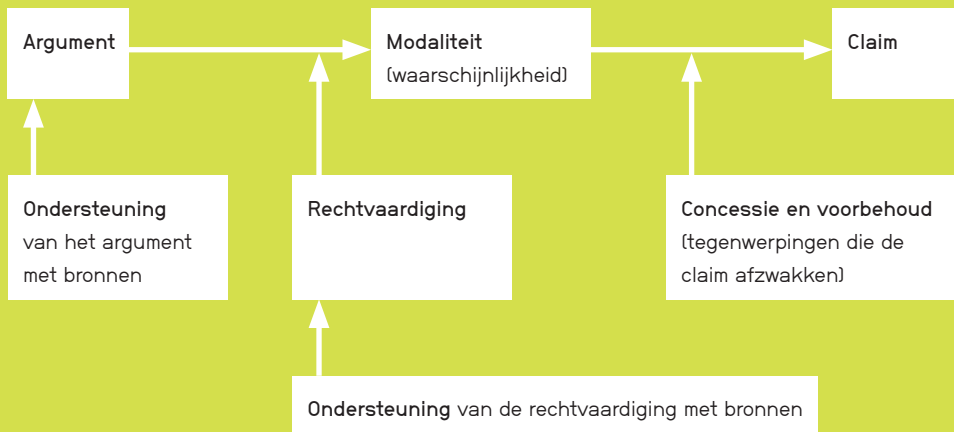 Argument
Modaliteit
(waarschijnlijkheid)
Claim
Ondersteuning
van het argument
met bronnen
Rechtvaardiging
Concessie en voorbehoud
(tegenwerpingen die de
claim afzwakken)
Ondersteuning van de rechtvaardiging met bronnen